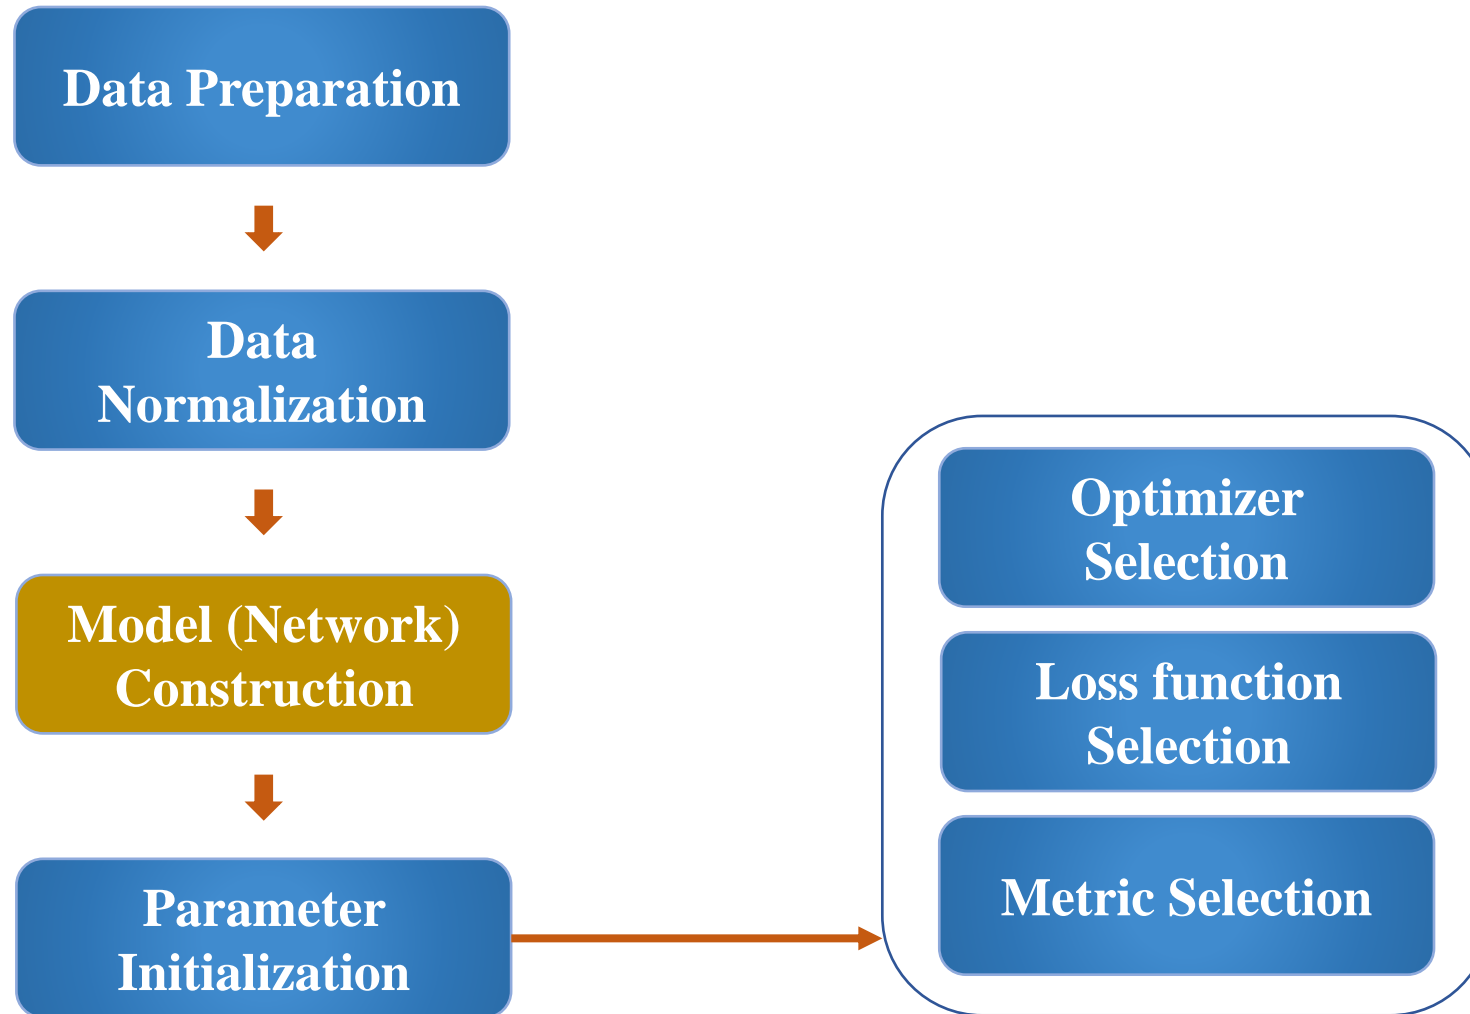 Data Preparation
Data
Normalization
Model (Network)
Construction
Parameter
Initialization
Optimizer
Selection
Loss function
Selection
Metric Selection